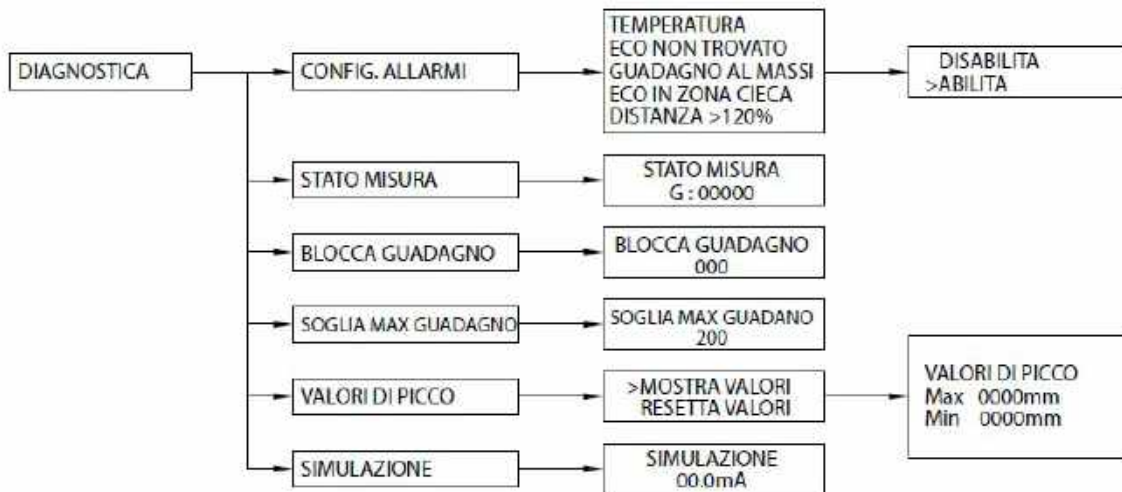 DIAGNOSTICA
CONFIG. ALLARMI
TEMPERATURA
ECO NON TROVATO
GUADAGNO AL MASSI
ECO IN ZONA CIECA
DISTANZA >120%
DISABILITA
>ABILITA
STATO MISURA
STATO MISURA
G : 00000
BLOCCA GUADAGNO
BLOCCA GUADAGNO
000
SOGLIA MAX GUADAGNO
SOGLIA MAX GUADANO
200
VALORI DI PICCO
>MOSTRA VALORI
RESETTA VALORI
VALORI DI PICCO
Max 0000mm
Min 0000mm
SIMULAZIONE
SIMULAZIONE
00.0mA